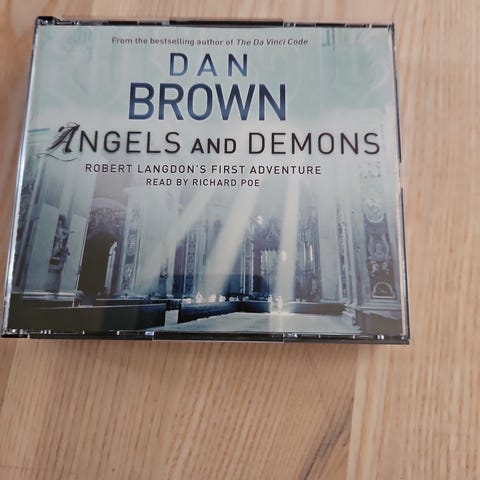 From the bestselling author of The Da Vinci Code
DAN
BROWN
ANGELS AND DEMONS
ROBERT LANGDON'S FIRST ADVENTURE
READ BY RICHARD POE